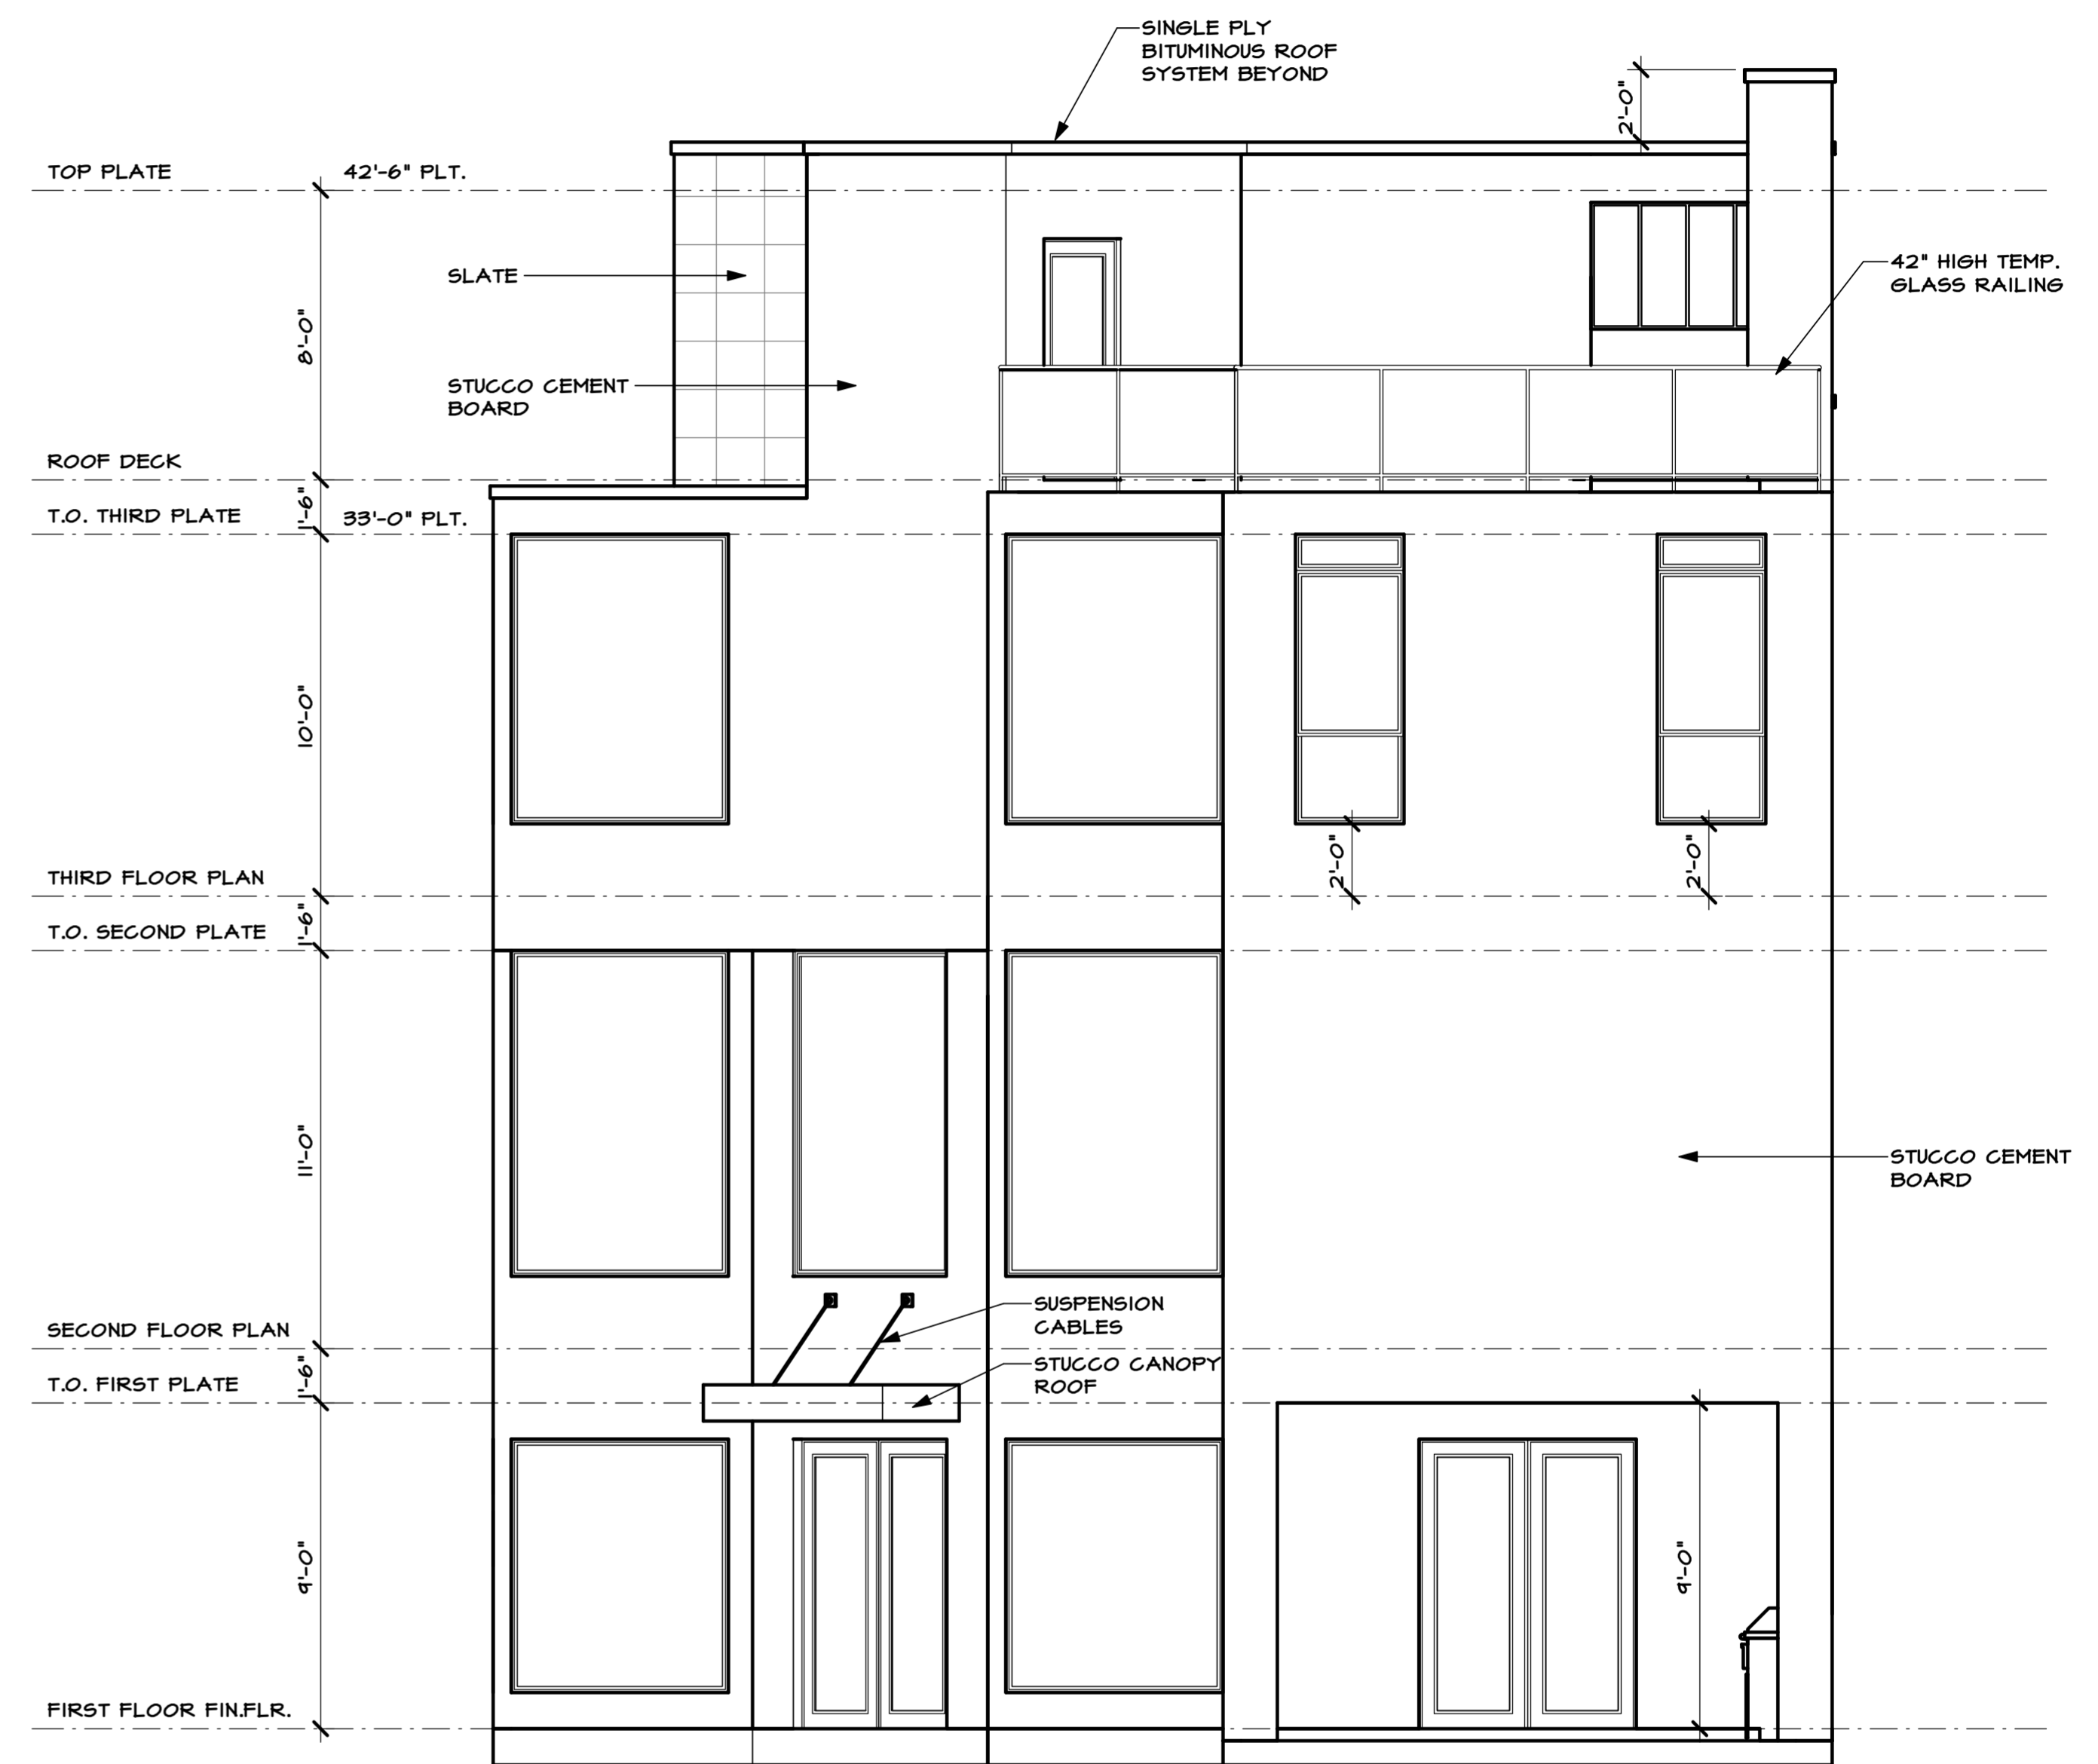 SINGLE PLY
BITUMINOUS ROOF
SYSTEM BEYOND
2'-0"
TOP PLATE
42'-6" PLT.
SLATE
42" HIGH TEMP.
GLASS RAILING
8'-0"
STUCCO CEMENT
BOARD
ROOF DECK
1'-6"
T.O. THIRD PLATE
33'-0" PLT.
10'-0"
2'-0"
2'-0"
THIRD FLOOR PLAN
1'-6"
T.O. SECOND PLATE
11'-0"
STUCCO CEMENT
BOARD
SUSPENSION
CABLES
SECOND FLOOR PLAN
1'-6"
STUCCO CANOPY
ROOF
T.O. FIRST PLATE
9'-0"
9'-0"
FIRST FLOOR FIN.FLR.